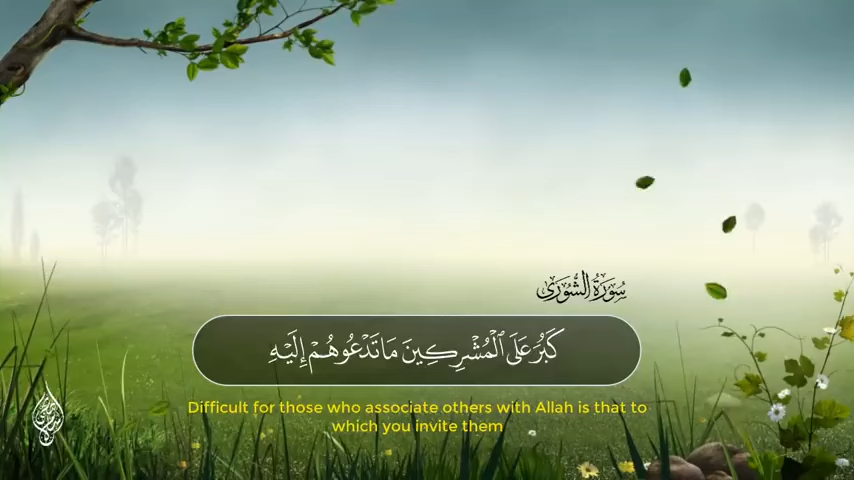 سُورَةُ الشُّورَىٰ
كَبُرَ عَلَى ٱلْمُشْرِكِينَ مَا تَدْعُوهُمْ إِلَيْهِ
Difficult for those who associate others with Allah is that to
which you invite them